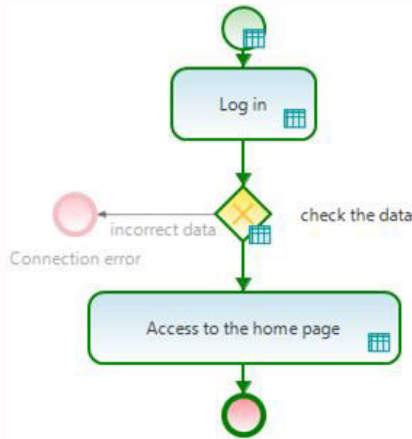 Log in
check the data
incorrect data
Connection error
Access to the home page